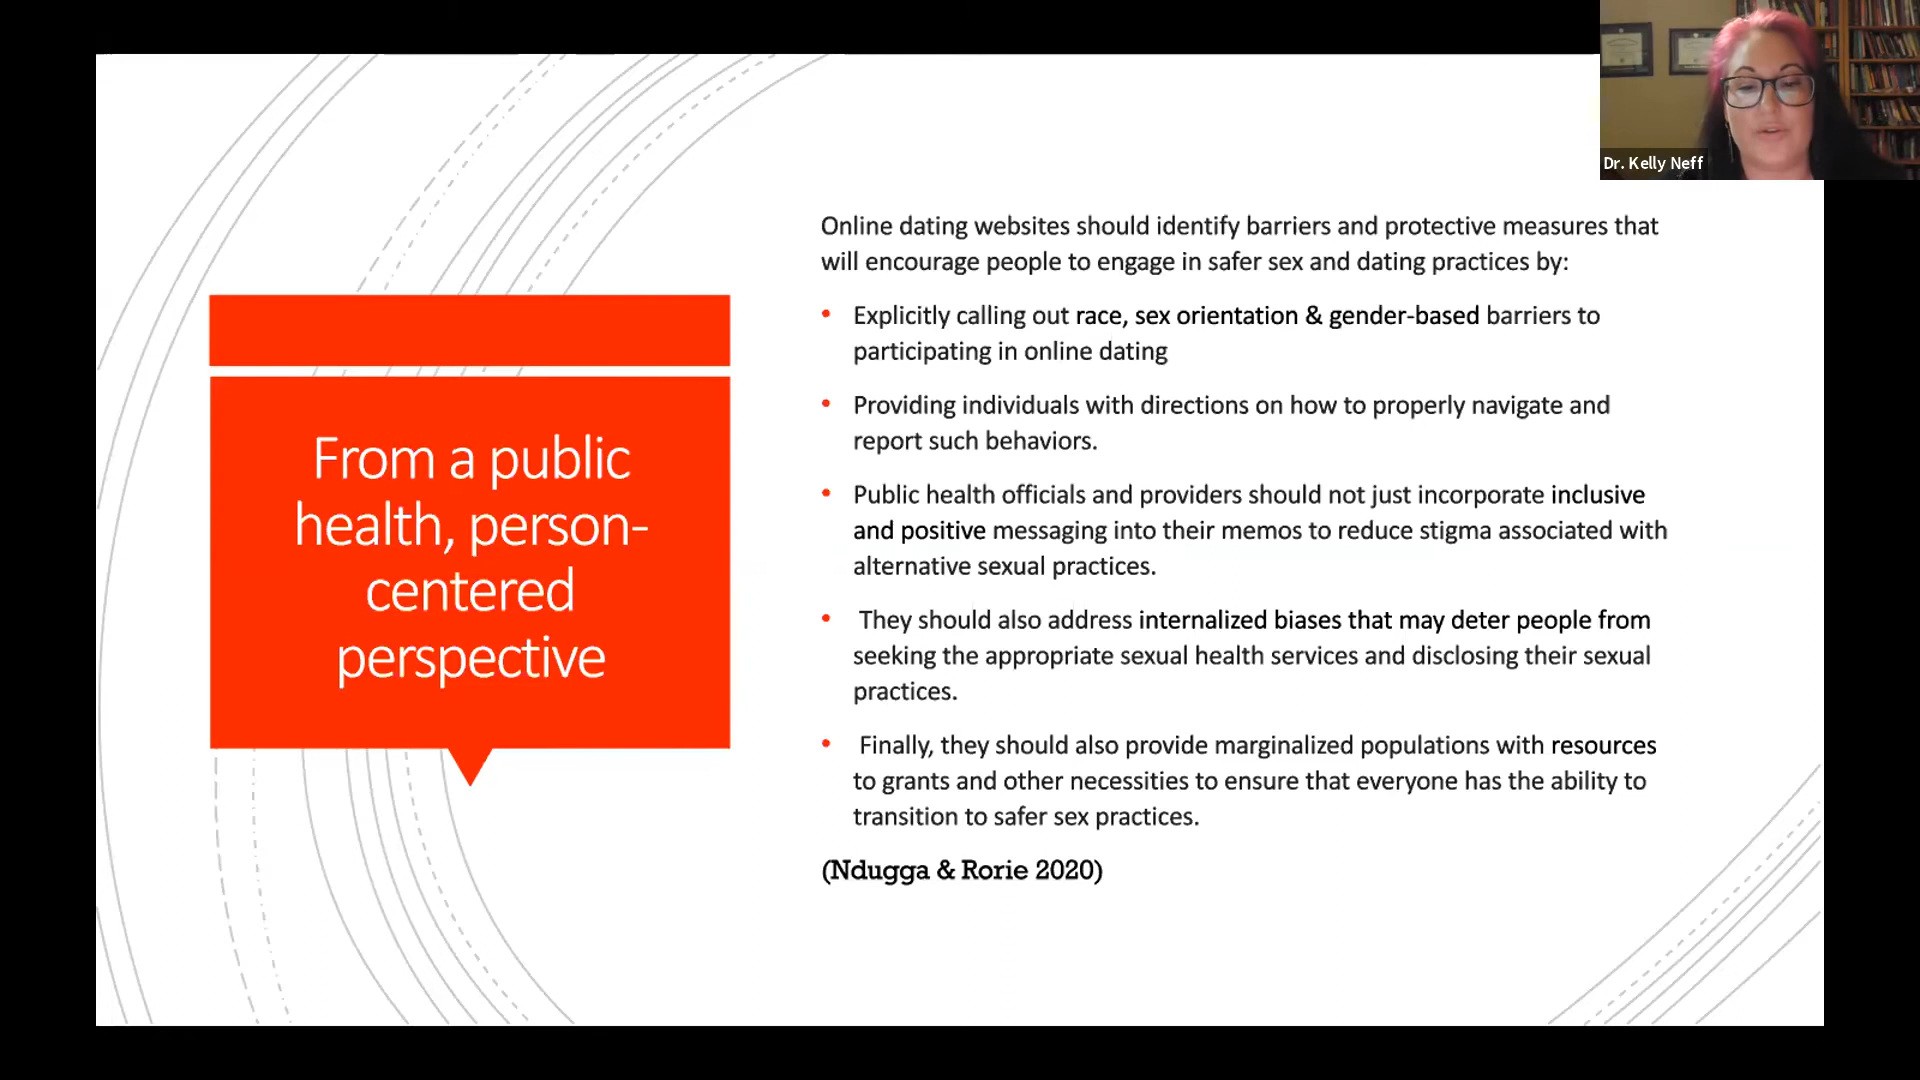 Dr. Kelly Neff
From a public
health, person-
centered
perspective
Online dating websites should identify barriers and protective measures that
will encourage people to engage in safer sex and dating practices by:
• Explicitly calling out race, sex orientation & gender-based barriers to
participating in online dating
• Providing individuals with directions on how to properly navigate and
report such behaviors.
• Public health officials and providers should not just incorporate inclusive
and positive messaging into their memos to reduce stigma associated with
alternative sexual practices.
• They should also address internalized biases that may deter people from
seeking the appropriate sexual health services and disclosing their sexual
practices.
• Finally, they should also provide marginalized populations with resources
to grants and other necessities to ensure that everyone has the ability to
transition to safer sex practices.
(Ndugga & Rorie 2020)